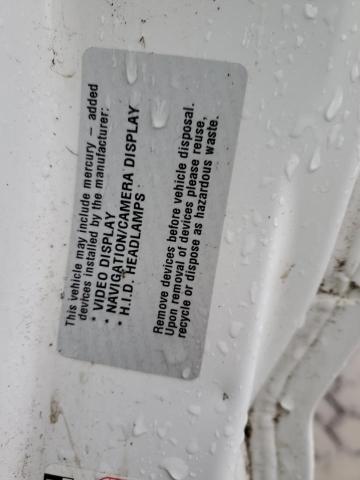 This vehicle may include mercury – added
devices installed by the manufacturer:
* VIDEO DISPLAY
* NAVIGATION/CAMERA DISPLAY
* H.I.D. HEADLAMPS
Remove devices before vehicle disposal.
Upon removal of devices please reuse,
recycle or dispose as hazardous waste.